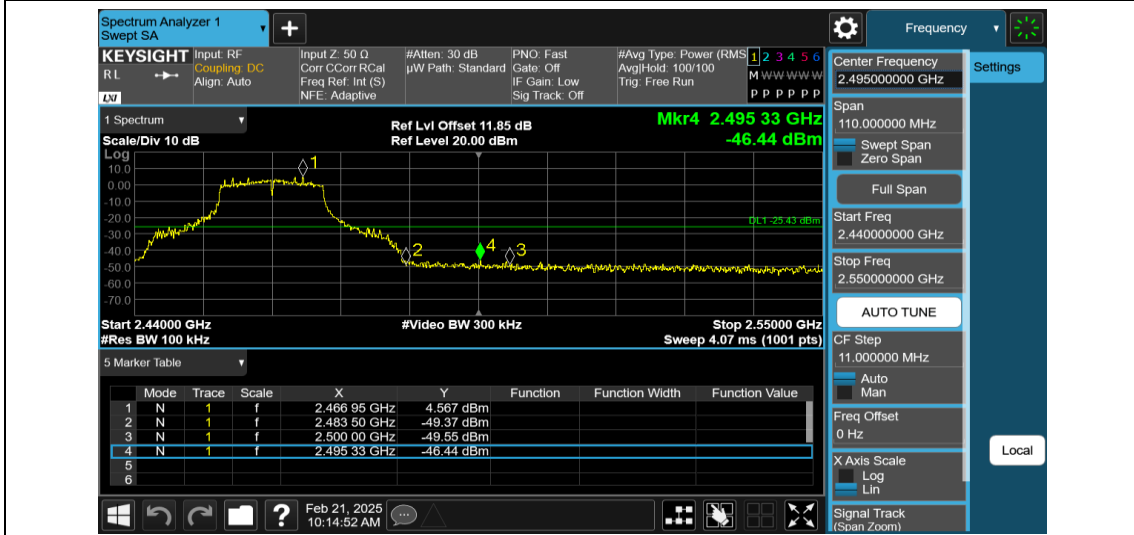 Spectrum Analyzer 1
Swept SA
Frequency
KEYSIGHT
R L
LXI
Input: RF
Coupling: DC
Align: Auto
Input Z: 50 Ω
Corr CCorr RCal
Freq Ref: Int (S)
NFE: Adaptive
#Atten: 30 dB
µW Path: Standard
PNO: Fast
Gate: Off
IF Gain: Low
Sig Track: Off
#Avg Type: Power (RMS
Avg|Hold: 100/100
Trig: Free Run
1 2 3 4 5 6
M W W W W W
P P P P P P
1 Spectrum
Scale/Div 10 dB
Ref Lvl Offset 11.85 dB
Ref Level 20.00 dBm
Mkr4 2.495 33 GHz
-46.44 dBm
Log
10.0
0.00
-10.0
-20.0
-30.0
-40.0
-50.0
-60.0
-70.0
1
2
4
3
DL1 -25.43 dBm
Start 2.44000 GHz
#Res BW 100 kHz
#Video BW 300 kHz
Stop 2.55000 GHz
Sweep 4.07 ms (1001 pts)
5 Marker Table
Mode Trace Scale X Y Function Function Width Function Value
1 N 1 f 2.466 95 GHz 4.567 dBm
2 N 1 f 2.483 50 GHz -49.37 dBm
3 N 1 f 2.500 00 GHz -49.55 dBm
4 N 1 f 2.495 33 GHz -46.44 dBm
5
6
Feb 21, 2025
10:14:52 AM
Center Frequency
2.495000000 GHz
Span
110.000000 MHz
Swept Span
Zero Span
Full Span
Start Freq
2.440000000 GHz
Stop Freq
2.550000000 GHz
AUTO TUNE
CF Step
11.000000 MHz
Auto
Man
Freq Offset
0 Hz
X Axis Scale
Log
Lin
Signal Track
(Span Zoom)
Settings
Local